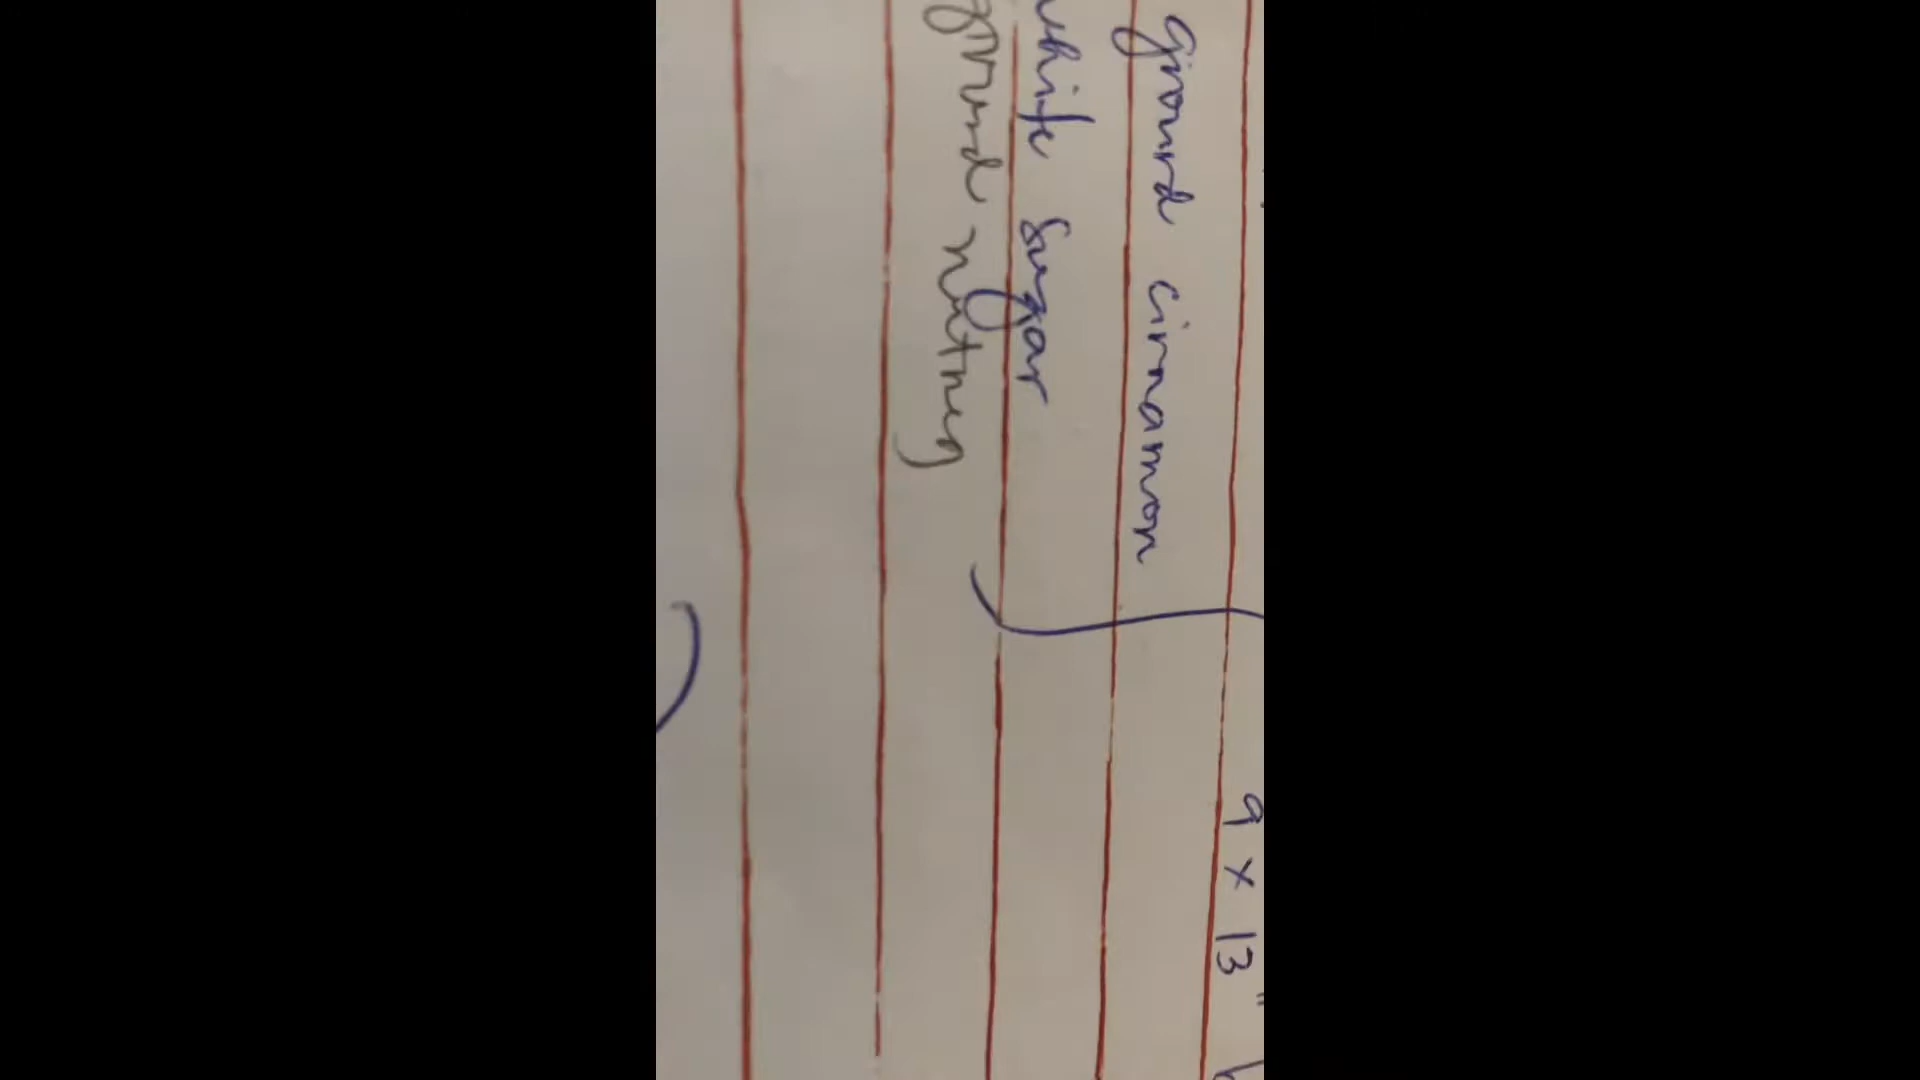 9 x 13"
ground cinnamon
white sugar
ground nutmeg